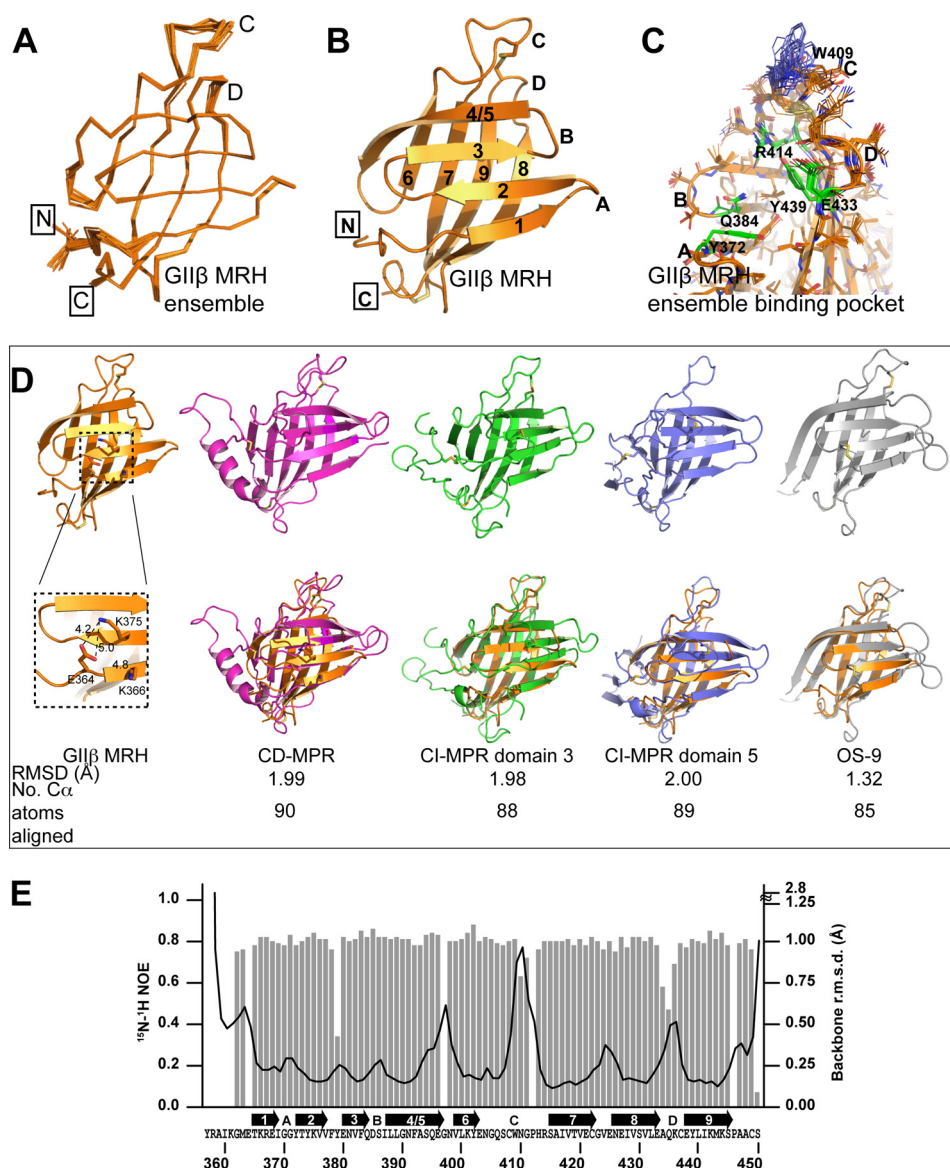 A
C
D
N
C
GIIβ MRH
ensemble
B
C
D
4/5
B
3
6 7 9 8
2
A
N
1
C
GIIβ MRH
C
W409
C
R414
D
B
Y439 E433
Q384
A Y372
GIIβ MRH
ensemble binding pocket
D
4.2 K375
5.0
4.8
E364 K366
GIIβ MRH CD-MPR CI-MPR domain 3 CI-MPR domain 5 OS-9
RMSD (Å) 1.99 1.98 2.00 1.32
No. Cα
atoms 90 88 89 85
aligned
E
15N-1H NOE
1.0
0.8
0.6
0.4
0.2
0.0
2.8
1.25
1.00
0.75
0.50
0.25
0.00
Backbone r.m.s.d. (Å)
1 A 2 3 B 4/5 6 C 7 8 D 9
YRAIKGMETKREIGGYTYKVVFYENVFQDSILLGNFASQEGNVLKYENGQSCWNGPHRSAIVTVECGVENEIVSVLEAQKCEYLIKMKSPAACS
360 370 380 390 400 410 420 430 440 450